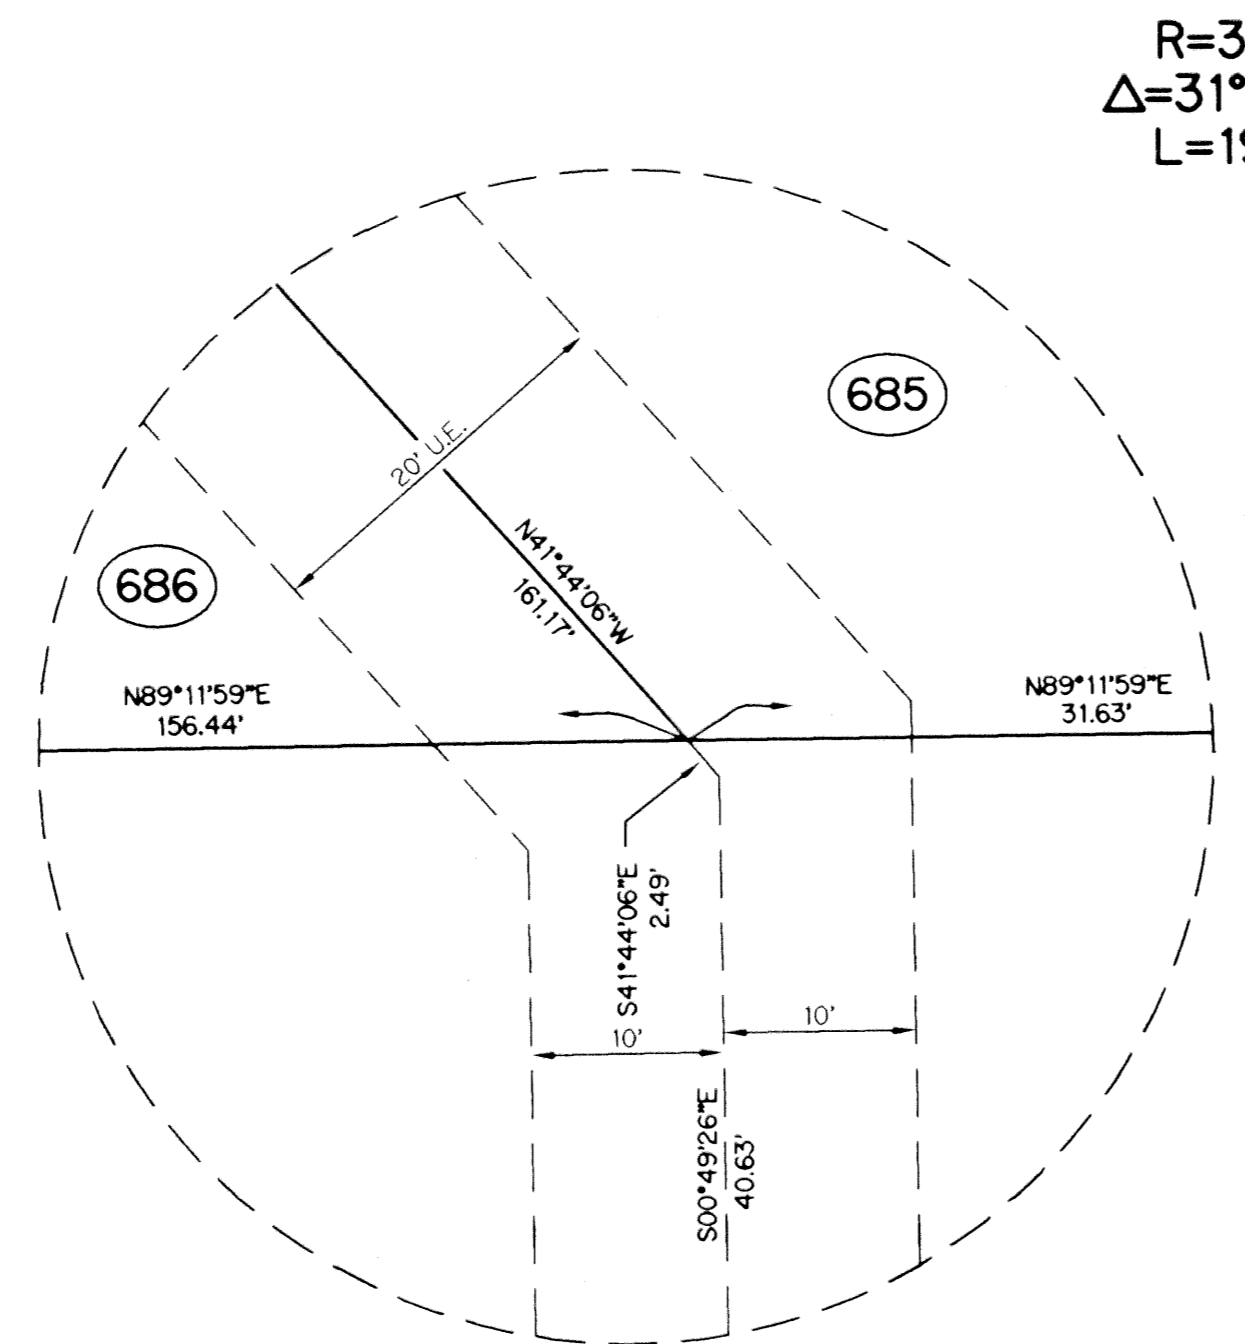 R=3
Δ=31°
L=1
685
20' U.E.
N41°44'06"W
161.17'
686
N89°11'59"E
156.44'
N89°11'59"E
31.63'
S41°44'06"E
2.49'
10'
10'
S00°49'26"E
40.63'